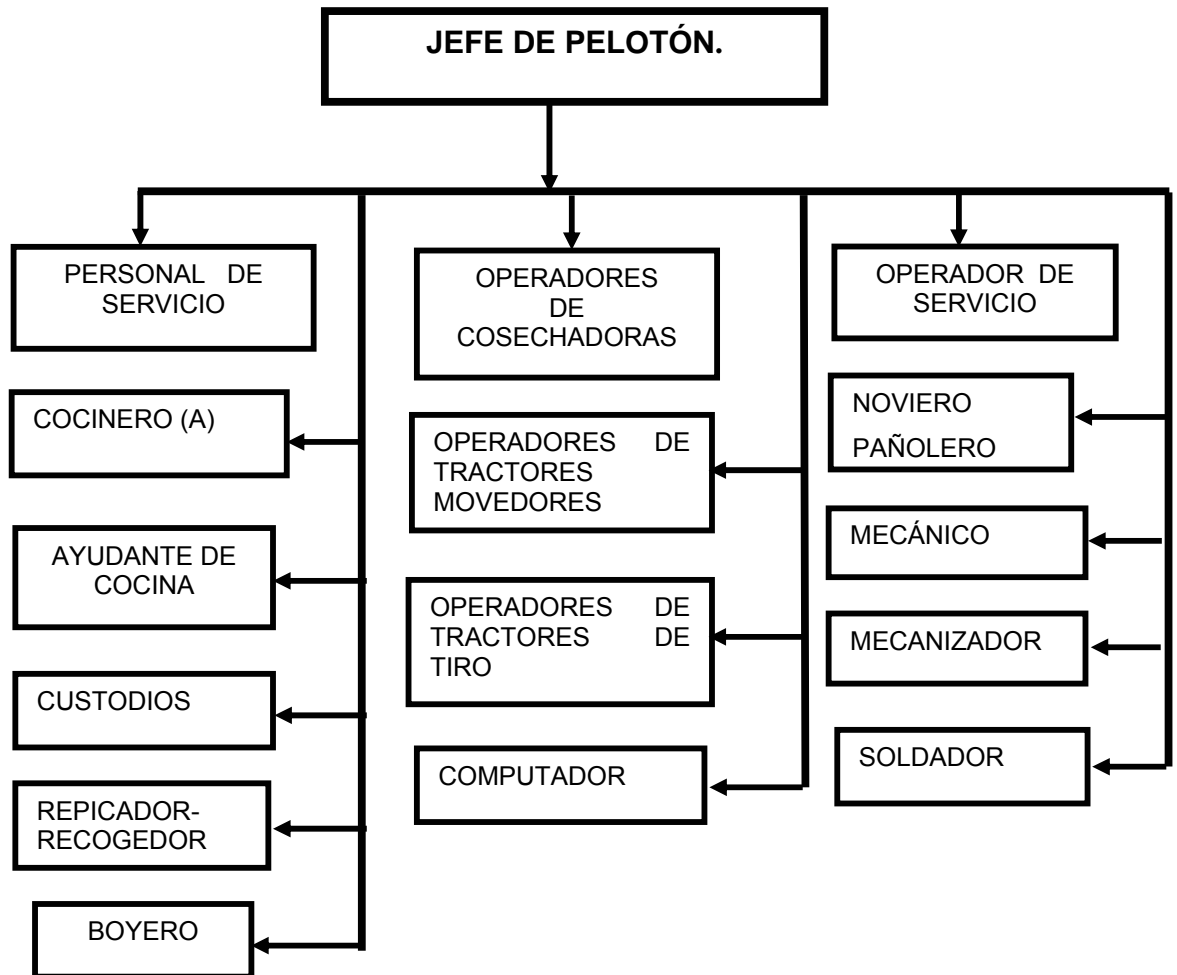 JEFE DE PELOTÓN.
PERSONAL DE
SERVICIO
COCINERO (A)
AYUDANTE DE
COCINA
CUSTODIOS
REPICADOR-
RECOGEDOR
BOYERO
OPERADORES
DE
COSECHADORAS
OPERADORES DE
TRACTORES
MOVEDORES
OPERADORES DE
TRACTORES DE
TIRO
COMPUTADOR
OPERADOR DE
SERVICIO
NOVIERO
PAÑOLERO
MECÁNICO
MECANIZADOR
SOLDADOR